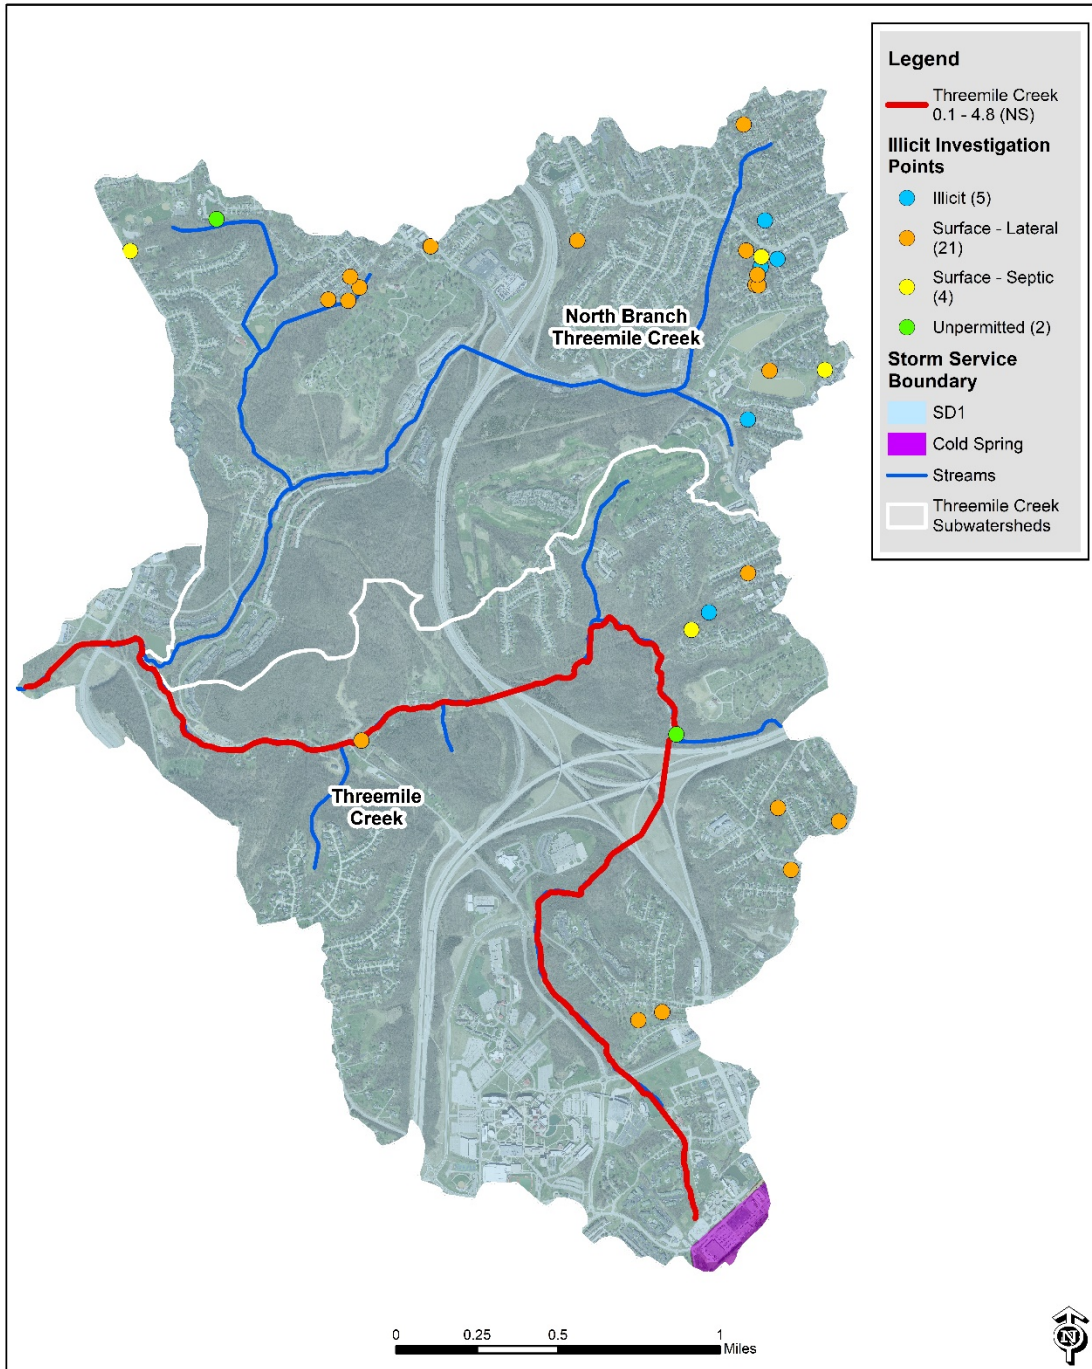 Legend
Threemile Creek
0.1 - 4.8 (NS)
Illicit Investigation
Points
Illicit (5)
Surface - Lateral
(21)
Surface - Septic
(4)
Unpermitted (2)
Storm Service
Boundary
SD1
Cold Spring
Streams
Threemile Creek
Subwatersheds
North Branch
Threemile Creek
Threemile
Creek
0 0.25 0.5 1
Miles
N